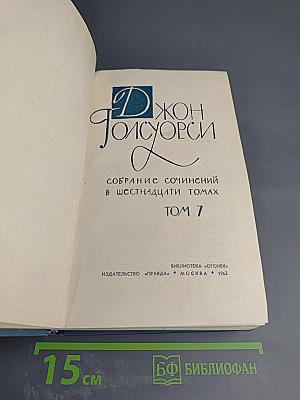 ДЖОН
ГОЛСУОРСИ
СОБРАНИЕ СОЧИНЕНИЙ
В ШЕСТНАДЦАТИ ТОМАХ
ТОМ 7
БИБЛИОТЕКА «ОГОНЕК»
ИЗДАТЕЛЬСТВО «ПРАВДА» • МОСКВА • 1962
15 см
БФ БИБЛИОФАН